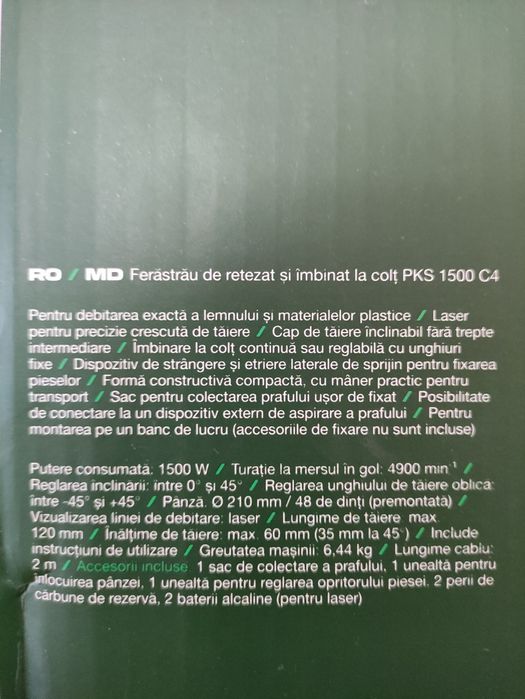 RO / MD Ferăstrău de retezat și îmbinat la colț PKS 1500 C4
Pentru debitarea exactă a lemnului și materialelor plastice / Laser
pentru precizie crescută de tăiere / Cap de tăiere înclinabil fără trepte
intermediare / Îmbinare la colț continuă sau reglabilă cu unghiuri
fixe / Dispozitiv de strângere și etriere laterale de sprijin pentru fixarea
pieselor / Formă constructivă compactă, cu mâner practic pentru
transport / Sac pentru colectarea prafului ușor de fixat / Posibilitate
de conectare la un dispozitiv extern de aspirare a prafului / Pentru
montarea pe un banc de lucru (accesoriile de fixare nu sunt incluse)
Putere consumată: 1500 W / Turație la mersul în gol: 4900 min⁻¹ /
Reglarea înclinării: între 0° și 45° / Reglarea unghiului de tăiere oblică:
între -45° și +45° / Pânză: Ø 210 mm / 48 de dinți (premontată) /
Vizualizarea liniei de debitare: laser / Lungime de tăiere: max.
120 mm / Înălțime de tăiere: max. 60 mm (35 mm la 45°) / Include
instrucțiuni de utilizare / Greutatea mașinii: 6,44 kg / Lungime cablu:
2 m / Accesorii incluse: 1 sac de colectare a prafului, 1 unealtă pentru
înlocuirea pânzei, 1 unealtă pentru reglarea opritorului piesei, 2 perii de
cărbune de rezervă, 2 baterii alcaline (pentru laser)